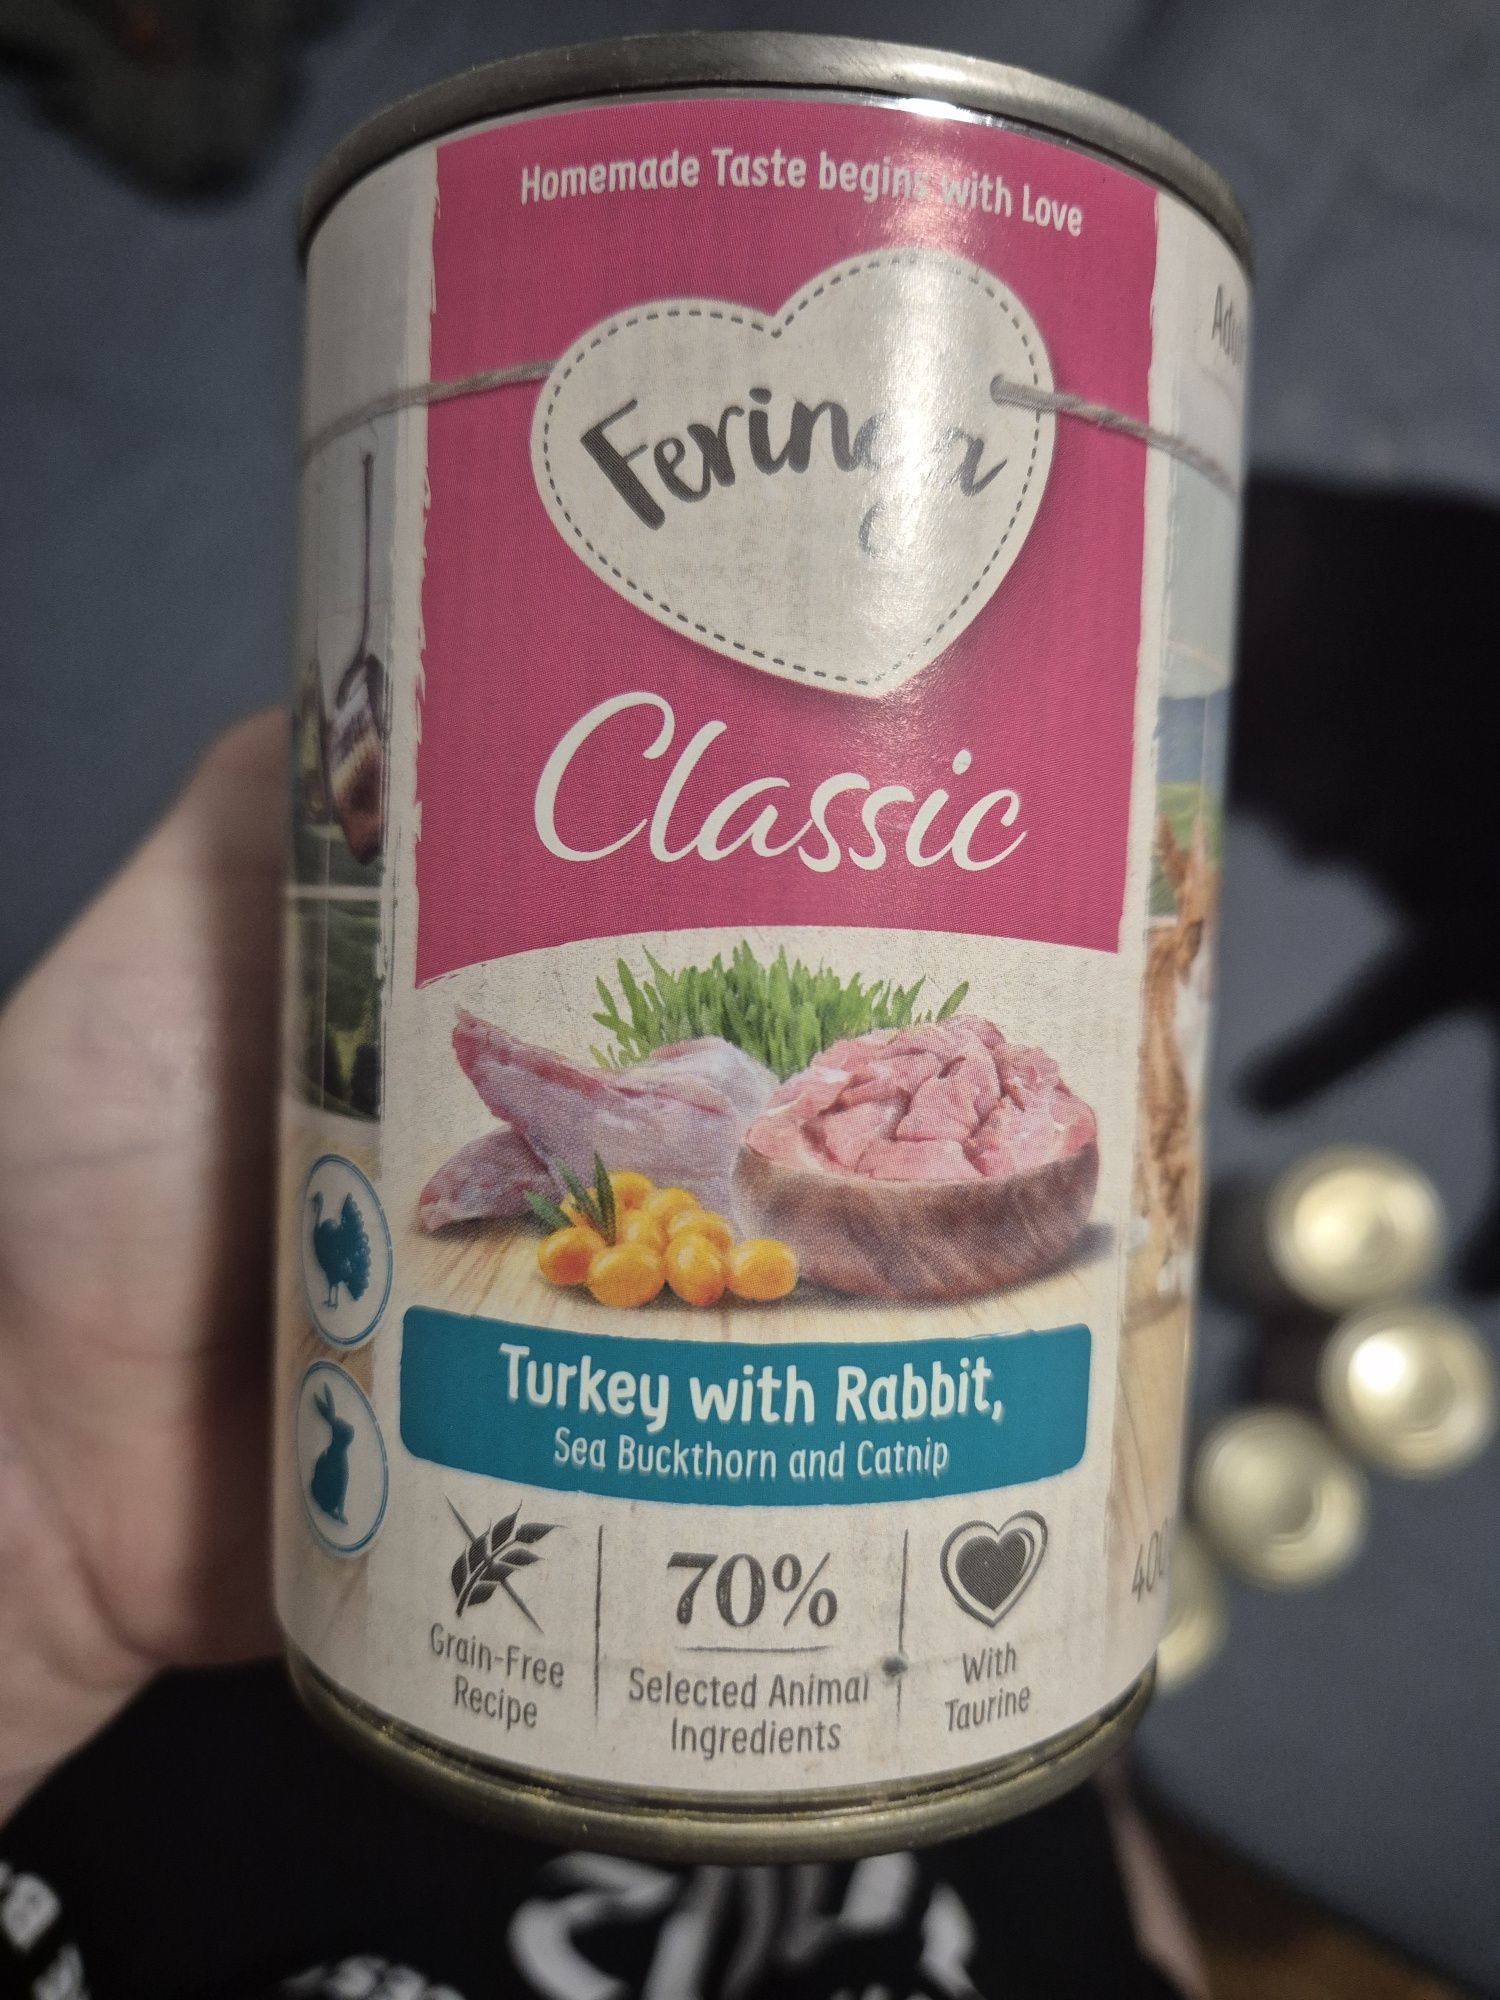 Homemade Taste begins with Love
Feringa
Classic
Turkey with Rabbit,
Sea Buckthorn and Catnip
Grain-Free
Recipe
70%
Selected Animal
Ingredients
With
Taurine